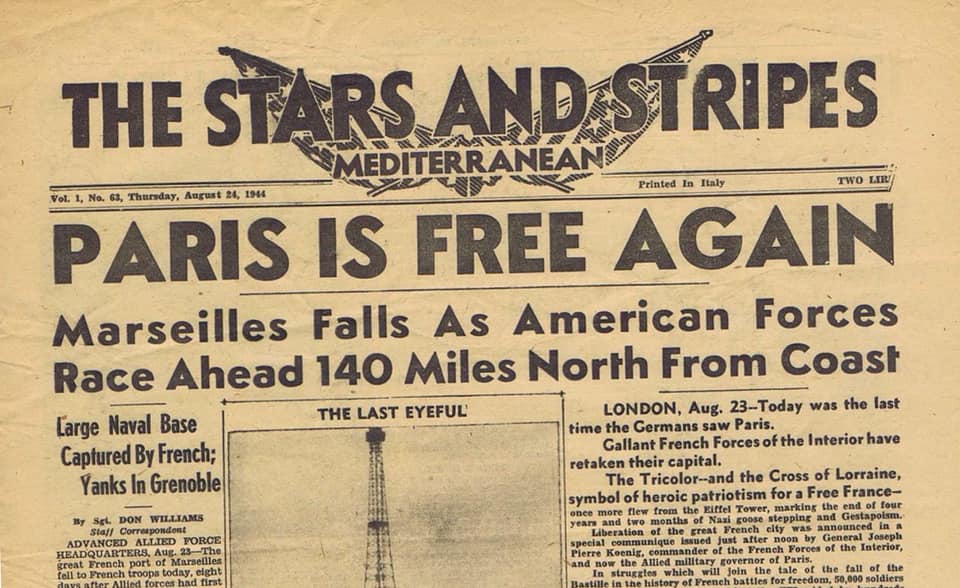 THE STARS AND STRIPES
MEDITERRANEAN
Vol. 1, No. 63, Thursday, August 24, 1944
Printed In Italy
TWO LIR
PARIS IS FREE AGAIN
Marseilles Falls As American Forces
Race Ahead 140 Miles North From Coast
Large Naval Base
Captured By French;
Yanks In Grenoble
By Sgt. DON WILLIAMS
Staff Correspondent
ADVANCED ALLIED FORCE
HEADQUARTERS, Aug. 23—The
great French port of Marseilles
fell to French troops today, eight
days after Allied forces had first
THE LAST EYEFUL
LONDON, Aug. 23--Today was the last
time the Germans saw Paris.
Gallant French Forces of the Interior have
retaken their capital.
The Tricolor--and the Cross of Lorraine,
symbol of heroic patriotism for a Free France—
once more flew from the Eiffel Tower, marking the end of four
years and two months of Nazi goose stepping and Gestapoism.
Liberation of the great French city was announced in a
special communique issued just after noon by General Joseph
Pierre Koenig, commander of the French Forces of the Interior,
and now the Allied military governor of Paris.
In struggles which will join the tale of the fall of the
Bastille in the history of French battles for freedom, 50,000 soldiers